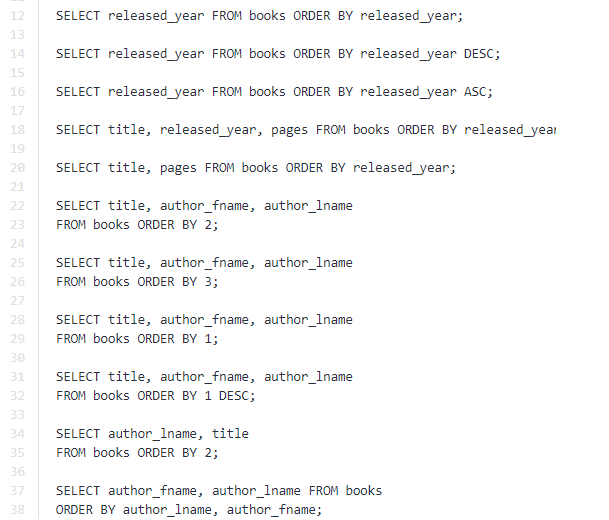 12 SELECT released_year FROM books ORDER BY released_year;
13
14 SELECT released_year FROM books ORDER BY released_year DESC;
15
16 SELECT released_year FROM books ORDER BY released_year ASC;
17
18 SELECT title, released_year, pages FROM books ORDER BY released_year
19
20 SELECT title, pages FROM books ORDER BY released_year;
21
22 SELECT title, author_fname, author_lname
23 FROM books ORDER BY 2;
24
25 SELECT title, author_fname, author_lname
26 FROM books ORDER BY 3;
27
28 SELECT title, author_fname, author_lname
29 FROM books ORDER BY 1;
30
31 SELECT title, author_fname, author_lname
32 FROM books ORDER BY 1 DESC;
33
34 SELECT author_lname, title
35 FROM books ORDER BY 2;
36
37 SELECT author_fname, author_lname FROM books
38 ORDER BY author_lname, author_fname;